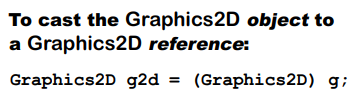 To cast the Graphics2D object to
a Graphics2D reference:
Graphics2D g2d = (Graphics2D) g;